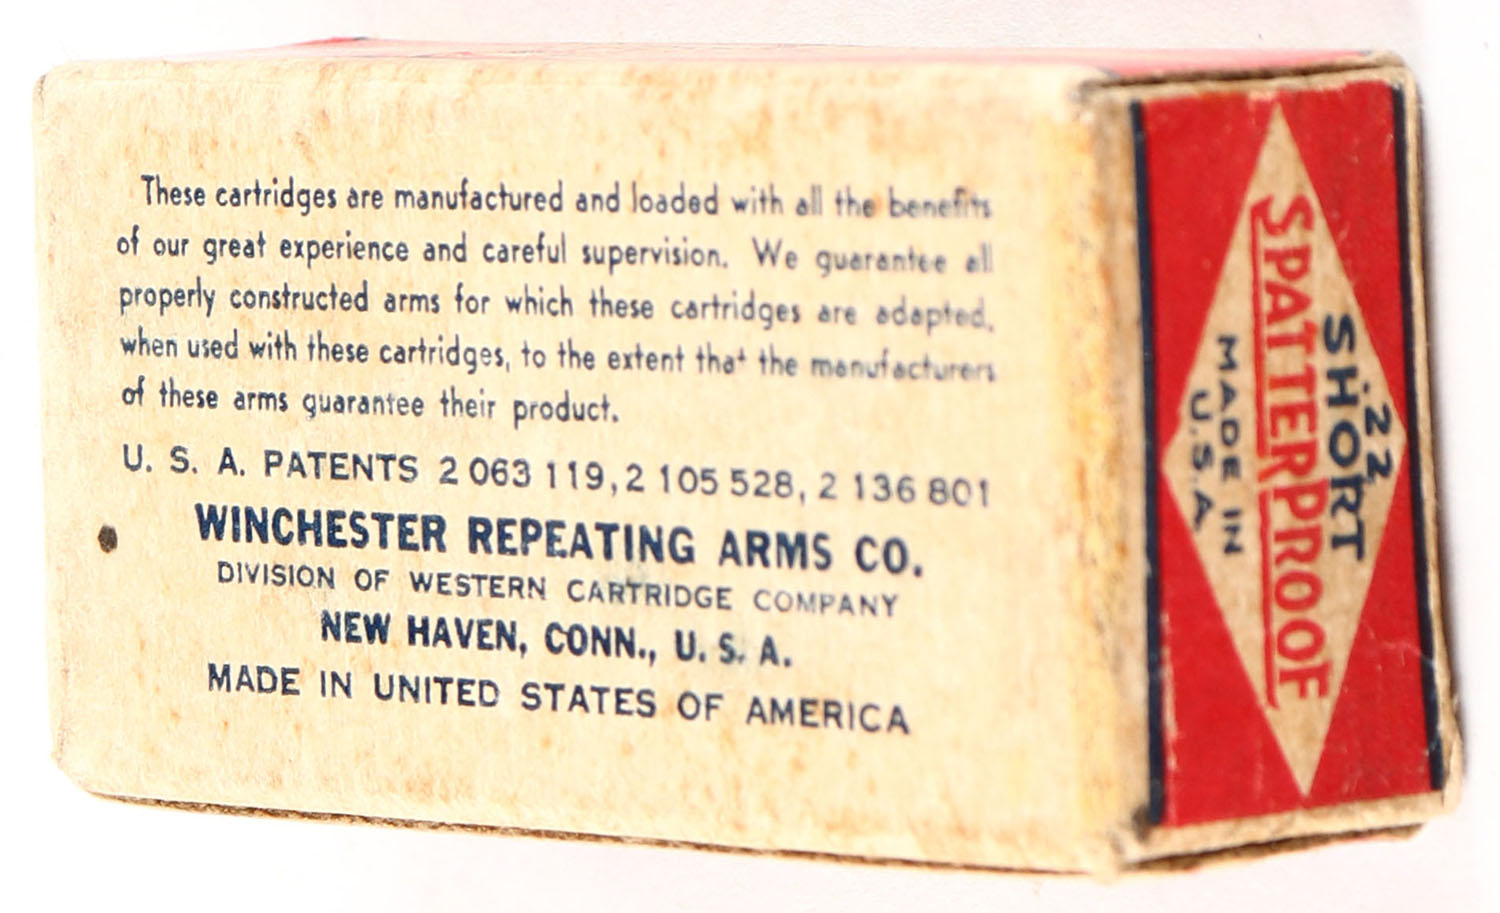 These cartridges are manufactured and loaded with all the benefits
of our great experience and careful supervision. We guarantee all
properly constructed arms for which these cartridges are adapted,
when used with these cartridges, to the extent that the manufacturers
of these arms guarantee their product.
U. S. A. PATENTS 2 063 119, 2 105 528, 2 136 801
WINCHESTER REPEATING ARMS CO.
DIVISION OF WESTERN CARTRIDGE COMPANY
NEW HAVEN, CONN., U. S. A.
MADE IN UNITED STATES OF AMERICA
.22
SHORT
SPATTERPROOF
MADE IN
U.S.A.